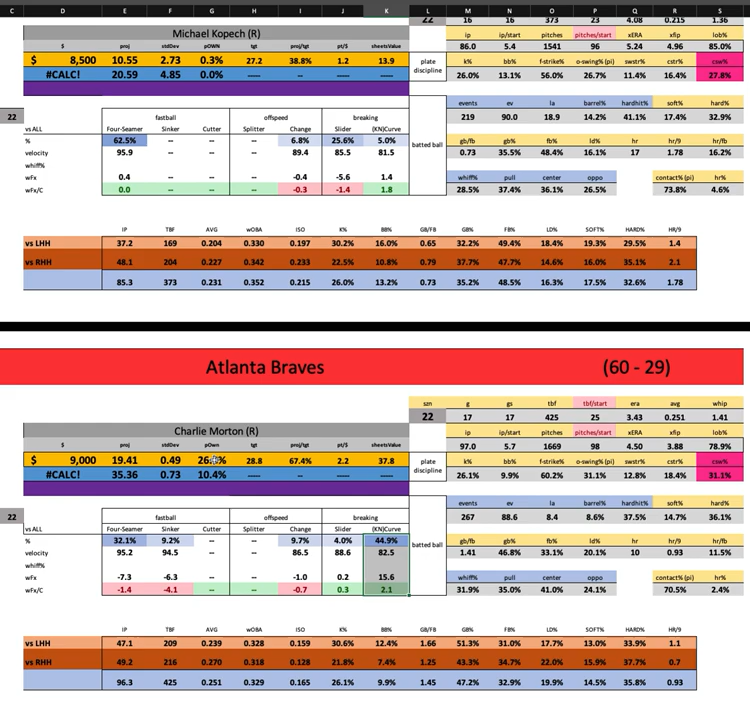 C D E F G H I J K L M N O P Q R S
22 16 16 373 23 4.08 0.215 1.36
Michael Kopech (R) ip ip/start pitches pitches/start xERA xfip lob%
86.0 5.4 1541 96 5.24 4.96 85.0%
$ proj stdDev pOWN tgt proj/tgt pt/$ sheetsValue
$ 8,500 10.55 2.73 0.3% 27.2 38.8% 1.2 13.9 plate discipline k% bb% f-strike% o-swing% (pi) swstr% cstr% csw%
#CALC! 20.59 4.85 0.0% ---- -- ---- ---- 26.0% 13.1% 56.0% 26.7% 11.4% 16.4% 27.8%
events ev la barrel% hardhit% soft% hard%
22 fastball offspeed breaking 219 90.0 18.9 14.2% 41.1% 17.4% 32.9%
vs ALL Four-Seamer Sinker Cutter Splitter Change Slider (KN)Curve
% 62.5% -- -- -- 6.8% 25.6% 5.0% batted ball gb/fb gb% fb% ld% hr hr/9 hr/fb
velocity 95.9 -- -- -- 89.4 85.5 81.5 0.73 35.5% 48.4% 16.1% 17 1.78 16.2%
whiff%
wFx 0.4 -0.4 -5.6 1.4 whiff% pull center oppo contact% (pi) hr%
wFx/C 0.0 -- -- -- -0.3 -1.4 1.8 28.5% 37.4% 36.1% 26.5% 73.8% 4.6%
IP TBF AVG wOBA ISO K% BB% GB/FB GB% FB% LD% SOFT% HARD% HR/9
vs LHH 37.2 169 0.204 0.330 0.197 30.2% 16.0% 0.65 32.2% 49.4% 18.4% 19.3% 29.5% 1.4
vs RHH 48.1 204 0.227 0.342 0.233 22.5% 10.8% 0.79 37.7% 47.7% 14.6% 16.0% 35.1% 2.1
85.3 373 0.231 0.352 0.215 26.0% 13.2% 0.73 35.2% 48.5% 16.3% 17.5% 32.6% 1.78
Atlanta Braves (60 - 29)
szn g gs tbf tbf/start era avg whip
22 17 17 425 25 3.43 0.251 1.41
Charlie Morton (R) ip ip/start pitches pitches/start xERA xfip lob%
$ proj stdDev pOwn tgt proj/tgt pt/$ sheetsValue 97.0 5.7 1669 98 4.50 3.88 78.9%
$ 9,000 19.41 0.49 28.8 67.4% 2.2 37.8 plate discipline k% bb% f-strike% o-swing% (pi) swstr% cstr% csw%
#CALC! 35.36 0.73 10.4% ---- -- ---- ---- 26.1% 9.9% 60.2% 31.1% 12.8% 18.4% 31.1%
events ev la barrel% hardhit% soft% hard%
22 fastball offspeed breaking 267 88.6 8.4 8.6% 37.5% 14.7% 36.1%
vs ALL Four-Seamer Sinker Cutter Splitter Change Slider (KN)Curve
% 32.1% 9.2% -- -- 9.7% 4.0% 44.9% batted ball gb/fb gb% fb% ld% hr hr/9 hr/fb
velocity 95.2 94.5 -- -- 86.5 88.6 82.5 1.41 46.8% 33.1% 20.1% 10 0.93 11.5%
whiff%
wFx -7.3 -6.3 -1.0 0.2 15.6 whiff% pull center oppo contact% (pi) hr%
wFx/C -1.4 -4.1 -- -- -0.7 0.3 2.1 31.9% 35.0% 41.0% 24.1% 70.5% 2.4%
IP TBF AVG wOBA ISO K% BB% GB/FB GB% FB% LD% SOFT% HARD% HR/9
vs LHH 47.1 209 0.239 0.328 0.159 30.6% 12.4% 1.66 51.3% 31.0% 17.7% 13.0% 33.9% 1.1
vs RHH 49.2 216 0.270 0.318 0.128 21.8% 7.4% 1.25 43.3% 34.7% 22.0% 15.9% 37.7% 0.7
96.3 425 0.251 0.329 0.165 26.1% 9.9% 1.45 47.2% 32.9% 19.9% 14.5% 35.8% 0.93